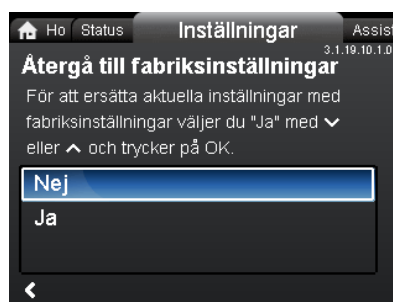 Ho Status Inställningar Assist
3.1.19.10.1.0
Återgå till fabriksinställningar
För att ersätta aktuella inställningar med
fabriksinställningar väljer du "Ja" med
eller och trycker på OK.
Nej
Ja